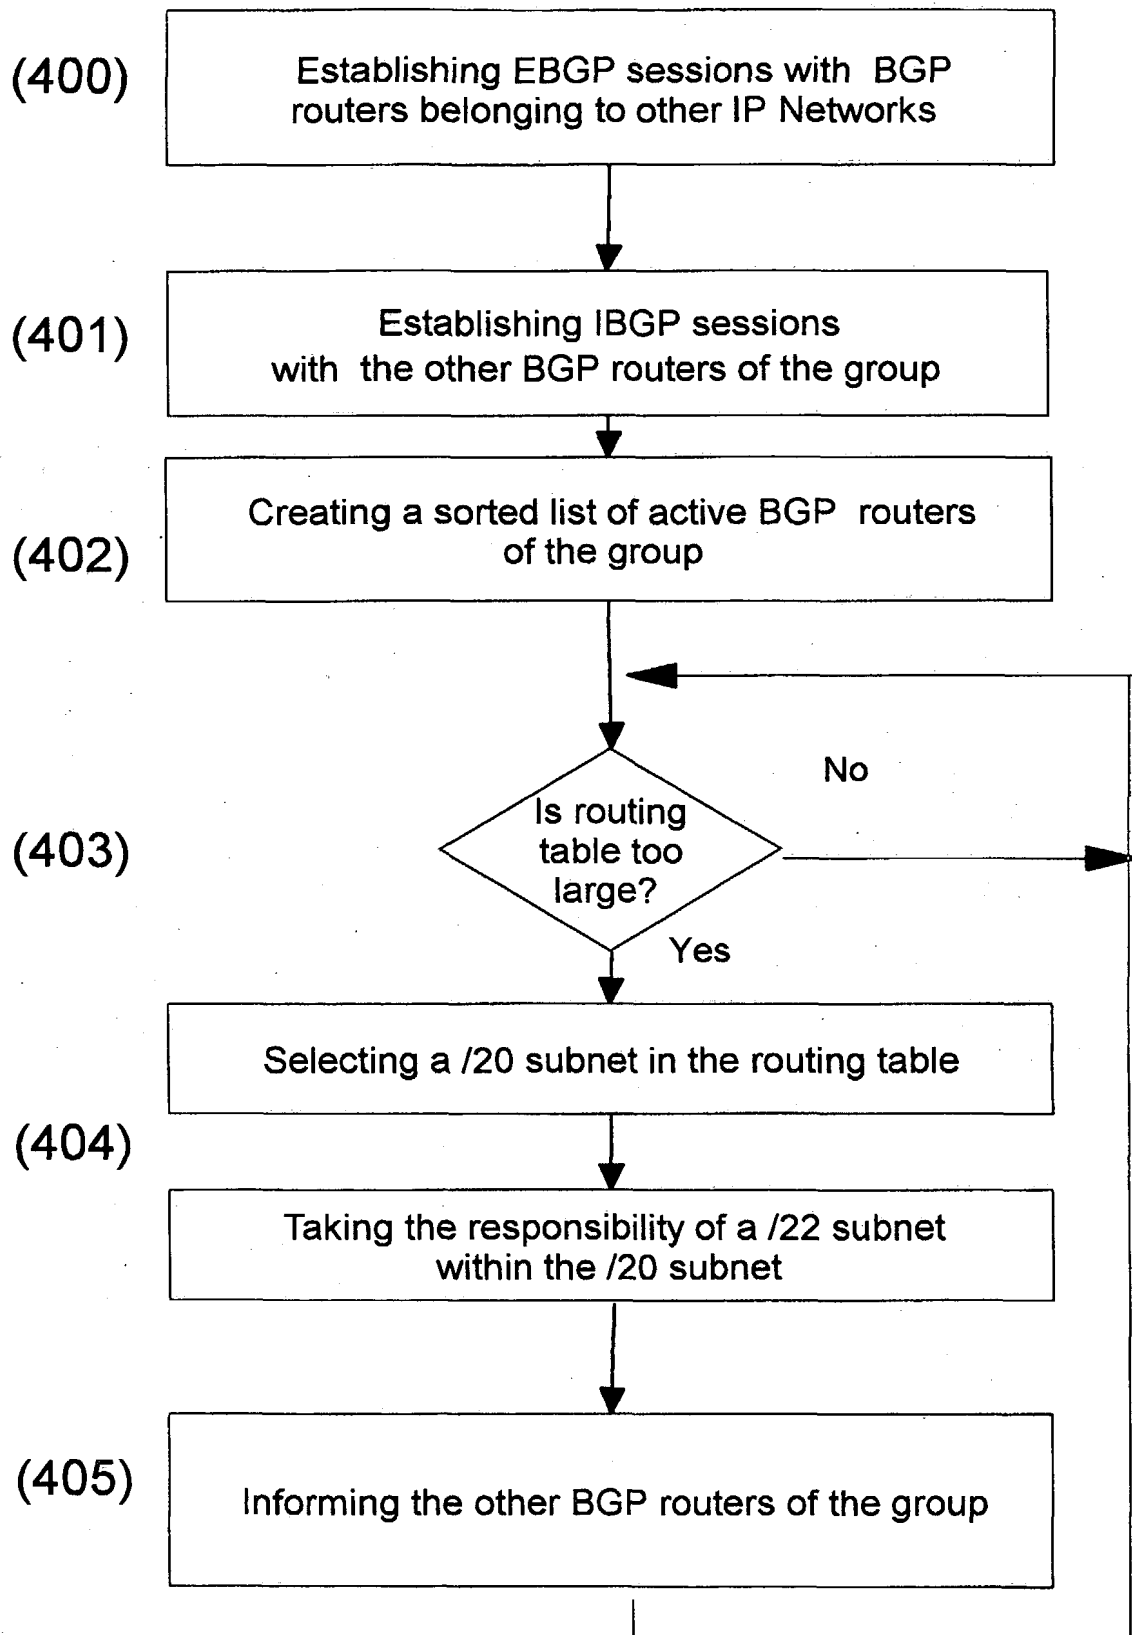 (400)
Establishing EBGP sessions with BGP
routers belonging to other IP Networks
(401)
Establishing IBGP sessions
with the other BGP routers of the group
(402)
Creating a sorted list of active BGP routers
of the group
(403)
Is routing
table too
large?
No
Yes
Selecting a /20 subnet in the routing table
(404)
Taking the responsibility of a /22 subnet
within the /20 subnet
(405)
Informing the other BGP routers of the group